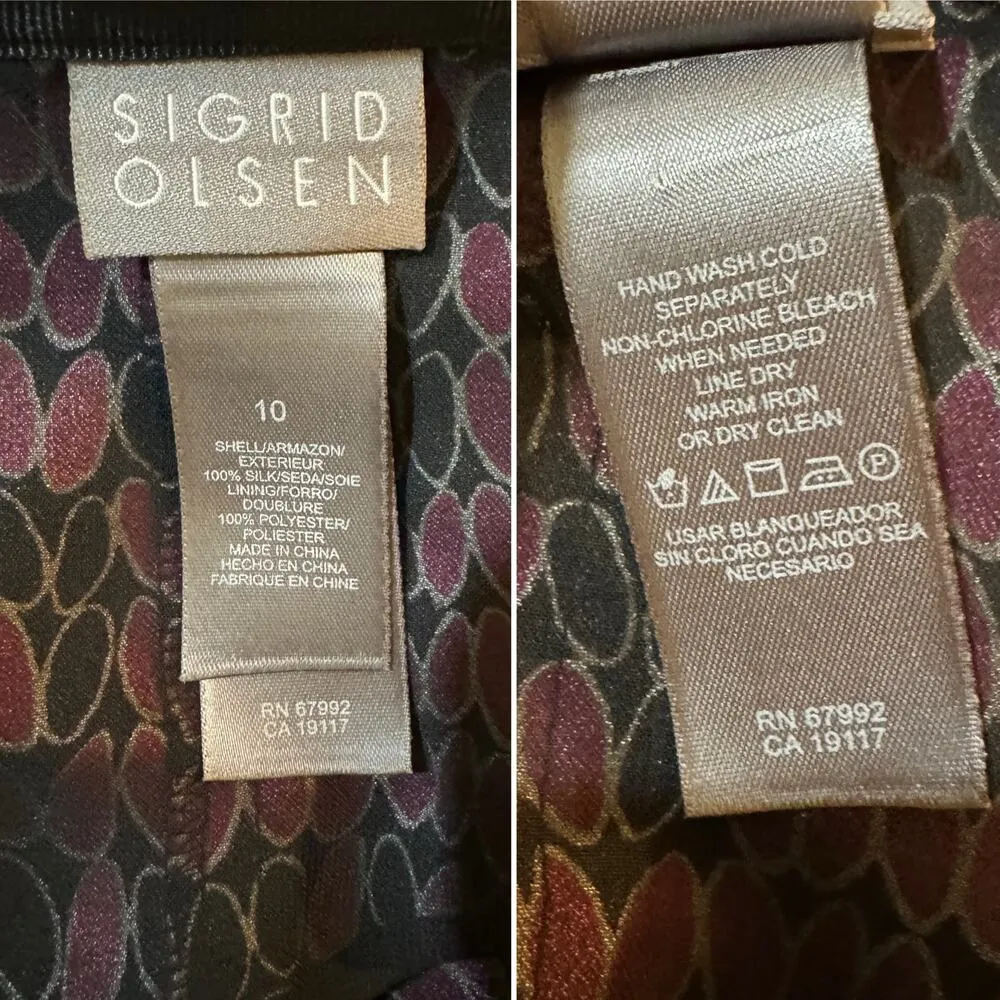 SIGRID
OLSEN
10
SHELL/ARMAZON/
EXTERIEUR
100% SILK/SEDA/SOIE
LINING/FORRO/
DOUBLURE
100% POLYESTER/
POLIESTER
MADE IN CHINA
HECHO EN CHINA
FABRIQUE EN CHINE
RN 67992
CA 19117
HAND WASH COLD
SEPARATELY
NON-CHLORINE BLEACH
WHEN NEEDED
LINE DRY
WARM IRON
OR DRY CLEAN
P
USAR BLANQUEADOR
SIN CLORO CUANDO SEA
NECESARIO
RN 67992
CA 19117